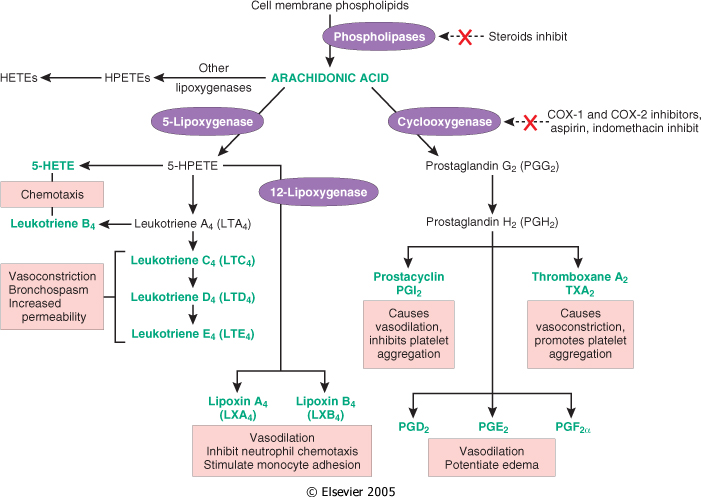 Cell membrane phospholipids
Phospholipases
Steroids inhibit
HETEs
HPETEs
Other
lipoxygenases
ARACHIDONIC ACID
5-Lipoxygenase
Cyclooxygenase
COX-1 and COX-2 inhibitors,
aspirin, indomethacin inhibit
5-HETE
5-HPETE
12-Lipoxygenase
Prostaglandin G₂ (PGG₂)
Chemotaxis
Leukotriene B₄
Leukotriene A₄ (LTA₄)
Prostaglandin H₂ (PGH₂)
Leukotriene C₄ (LTC₄)
Vasoconstriction
Bronchospasm
Increased
permeability
Leukotriene D₄ (LTD₄)
Leukotriene E₄ (LTE₄)
Prostacyclin
PGI₂
Causes
vasodilation,
inhibits platelet
aggregation
Thromboxane A₂
TXA₂
Causes
vasoconstriction,
promotes platelet
aggregation
Lipoxin A₄
(LXA₄)
Lipoxin B₄
(LXB₄)
Vasodilation
Inhibit neutrophil chemotaxis
Stimulate monocyte adhesion
PGD₂
PGE₂
PGF₂α
Vasodilation
Potentiate edema
© Elsevier 2005